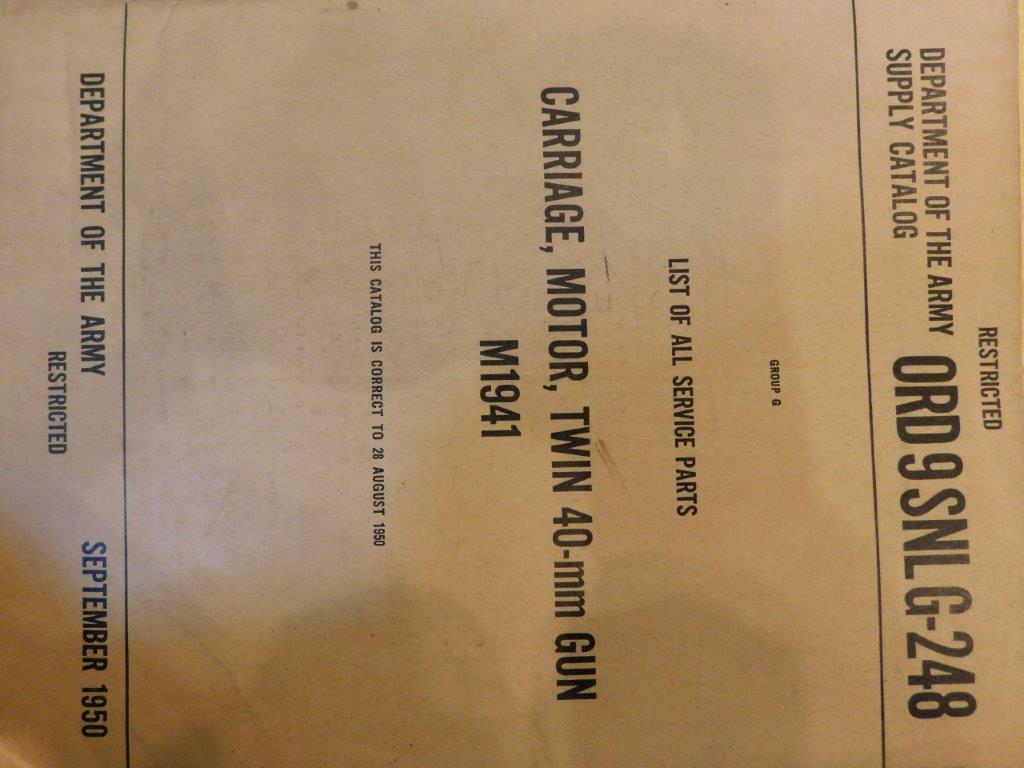 RESTRICTED
DEPARTMENT OF THE ARMY
SUPPLY CATALOG
ORD 9 SNL G-248
GROUP G
LIST OF ALL SERVICE PARTS
CARRIAGE, MOTOR, TWIN 40-mm GUN
M1941
THIS CATALOG IS CORRECT TO 28 AUGUST 1950
DEPARTMENT OF THE ARMY SEPTEMBER 1950
RESTRICTED